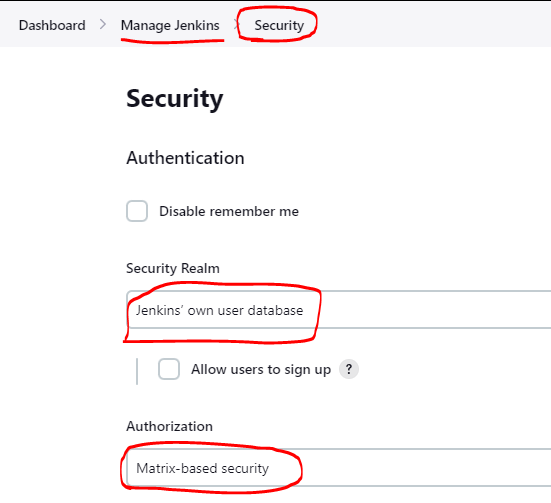 Dashboard > Manage Jenkins > Security
Security
Authentication
Disable remember me
Security Realm
Jenkins’ own user database
Allow users to sign up ?
Authorization
Matrix-based security